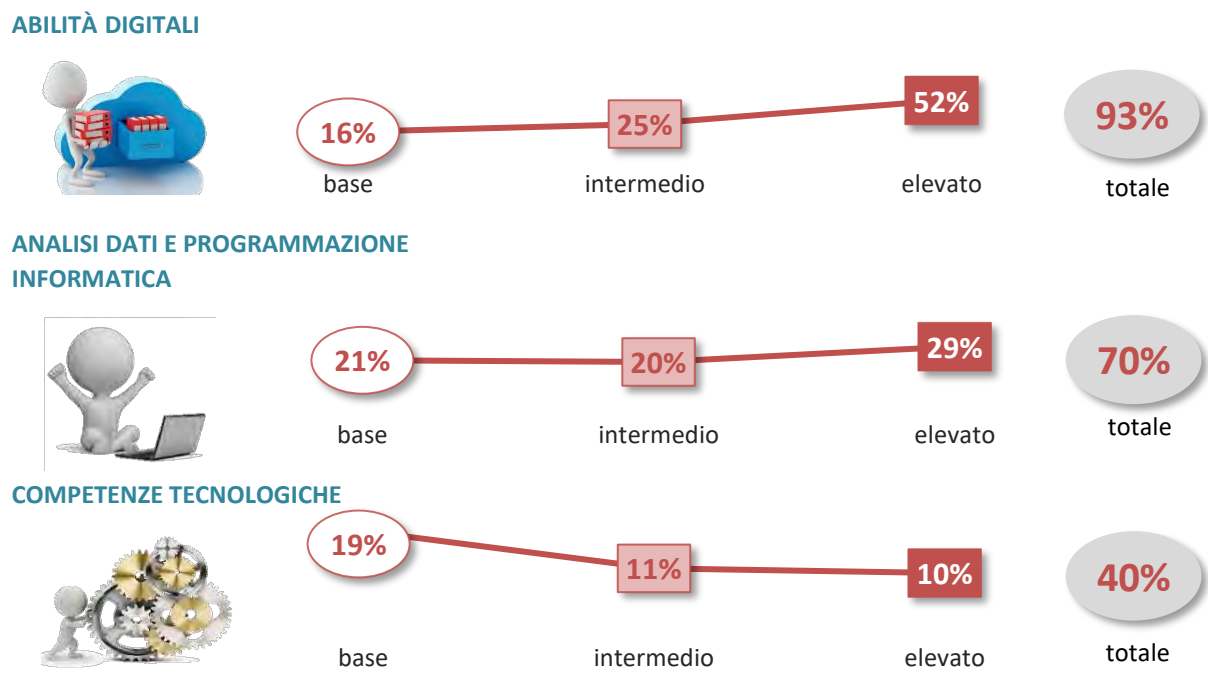 ABILITÀ DIGITALI
16%
25%
52%
93%
base
intermedio
elevato
totale
ANALISI DATI E PROGRAMMAZIONE
INFORMATICA
21%
20%
29%
70%
base
intermedio
elevato
totale
COMPETENZE TECNOLOGICHE
19%
11%
10%
40%
base
intermedio
elevato
totale